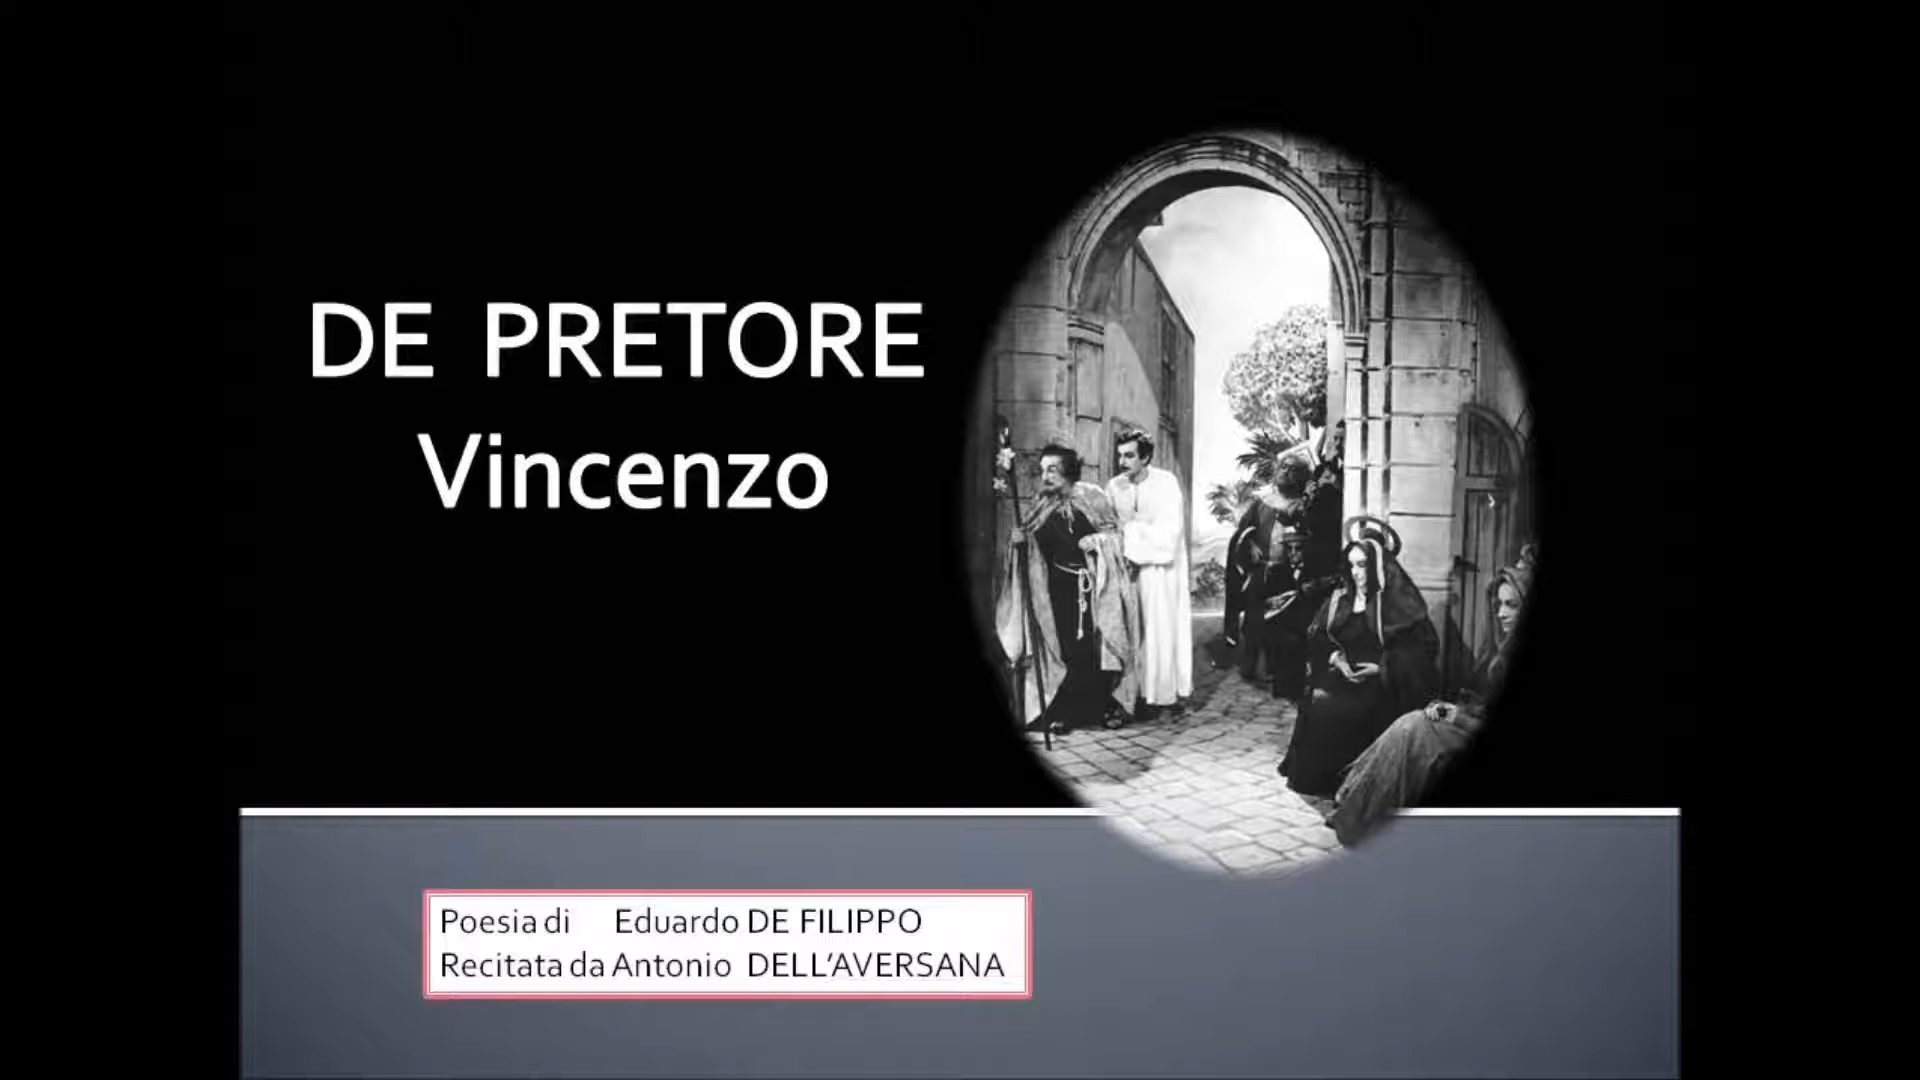 DE PRETORE
Vincenzo
Poesia di Eduardo DE FILIPPO
Recitata da Antonio DELL'AVERSANA